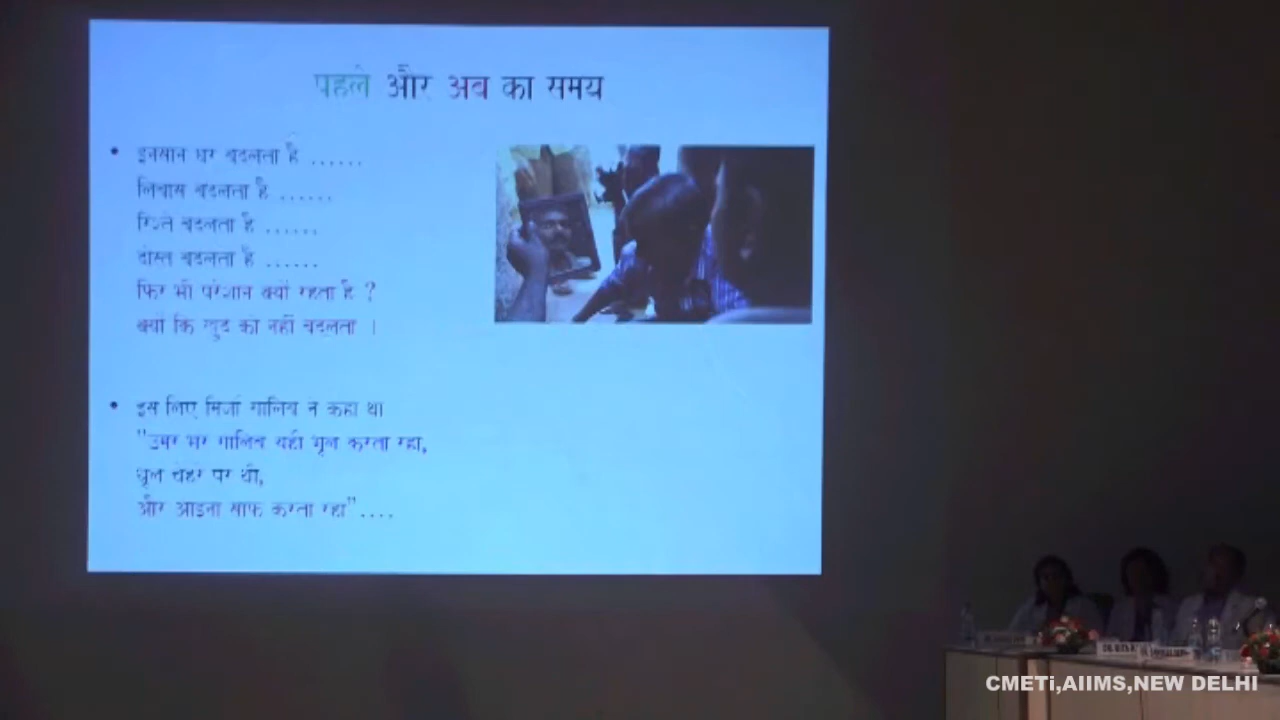 पहले और अब का समय
• इनसान घर बदलता है ......
लिबास बदलता है ......
रिश्ते बदलता है ......
दोस्त बदलता है ......
फिर भी परेशान क्यों रहता है ?
क्यों कि खुद को नहीं बदलता ।
• इस लिए मिर्जा गालिब न कहा था
"उमर भर गालिब यही भूल करता रहा,
धूल चेहरे पर थी,
और आइना साफ करता रहा"....
CMETi,AIIMS,NEW DELHI